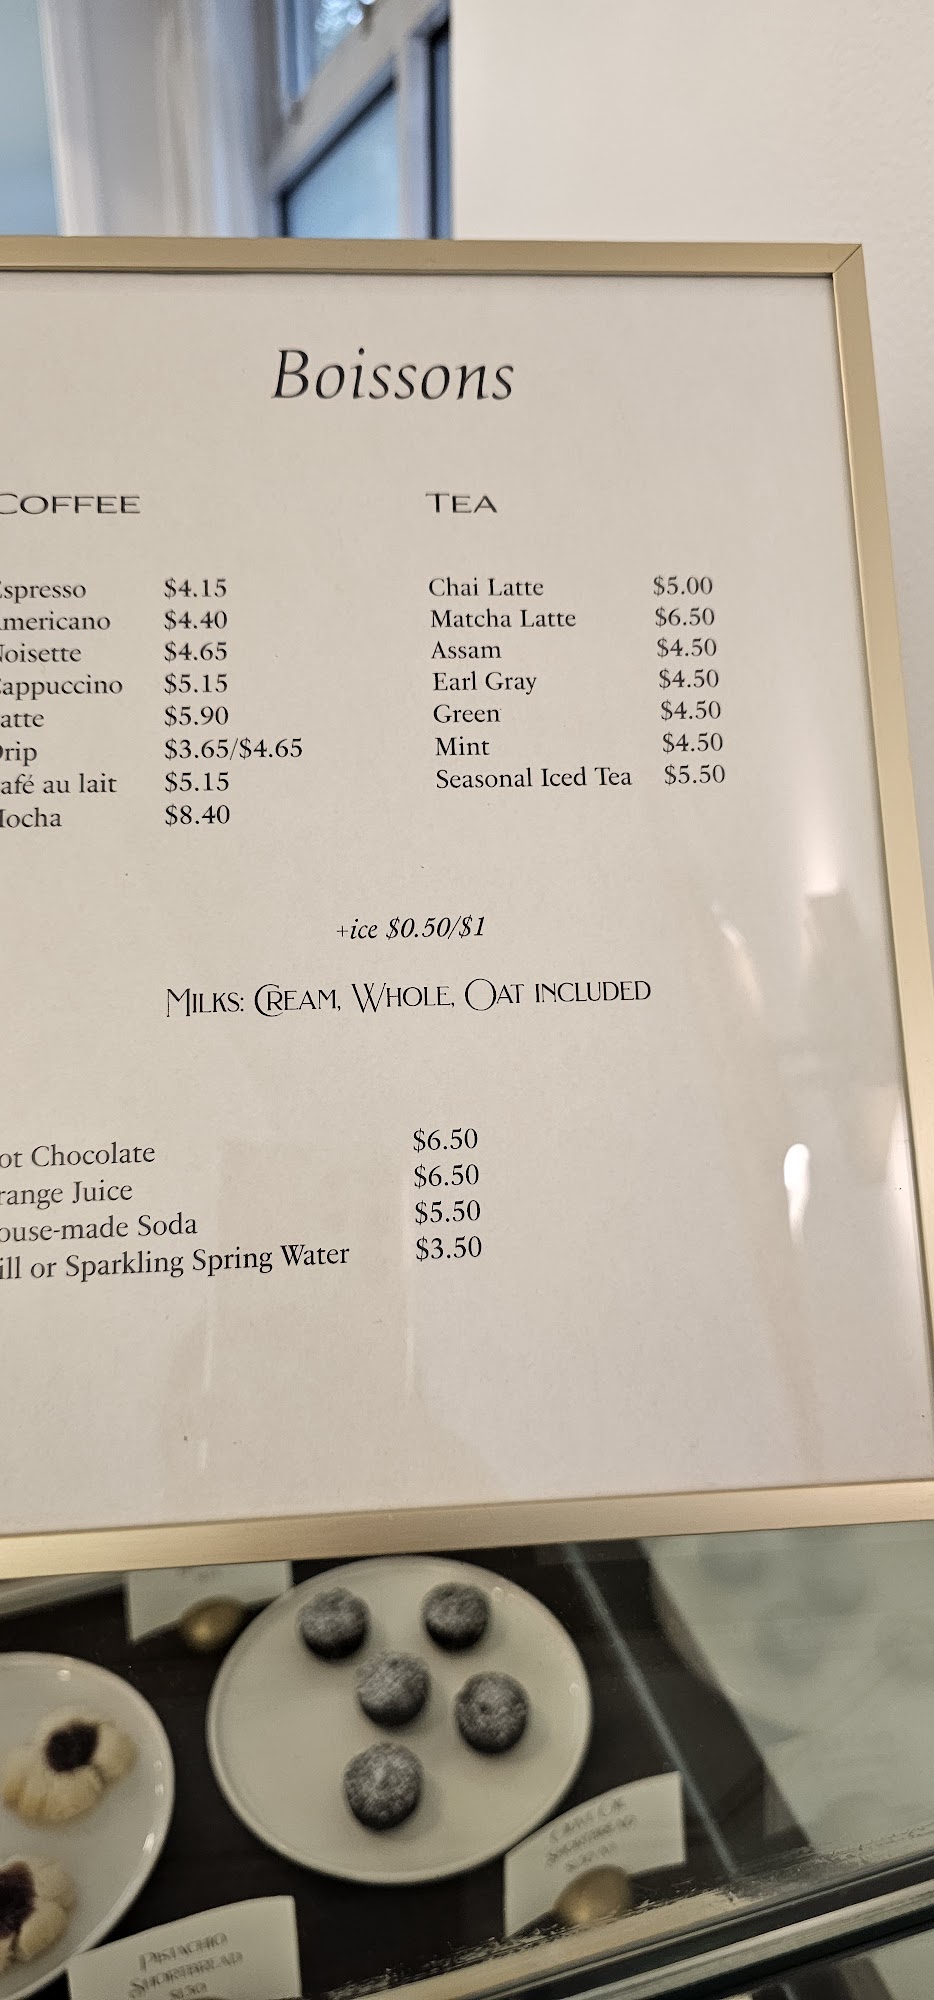 Boissons
COFFEE
spresso $4.15
mericano $4.40
oisette $4.65
appuccino $5.15
atte $5.90
rip $3.65/$4.65
afé au lait $5.15
ocha $8.40
TEA
Chai Latte $5.00
Matcha Latte $6.50
Assam $4.50
Earl Gray $4.50
Green $4.50
Mint $4.50
Seasonal Iced Tea $5.50
+ice $0.50/$1
MILKS: CREAM, WHOLE, OAT INCLUDED
ot Chocolate $6.50
range Juice $6.50
ouse-made Soda $5.50
ill or Sparkling Spring Water $3.50
SHORTBREAD
PISTACHIO
SHORTBREAD